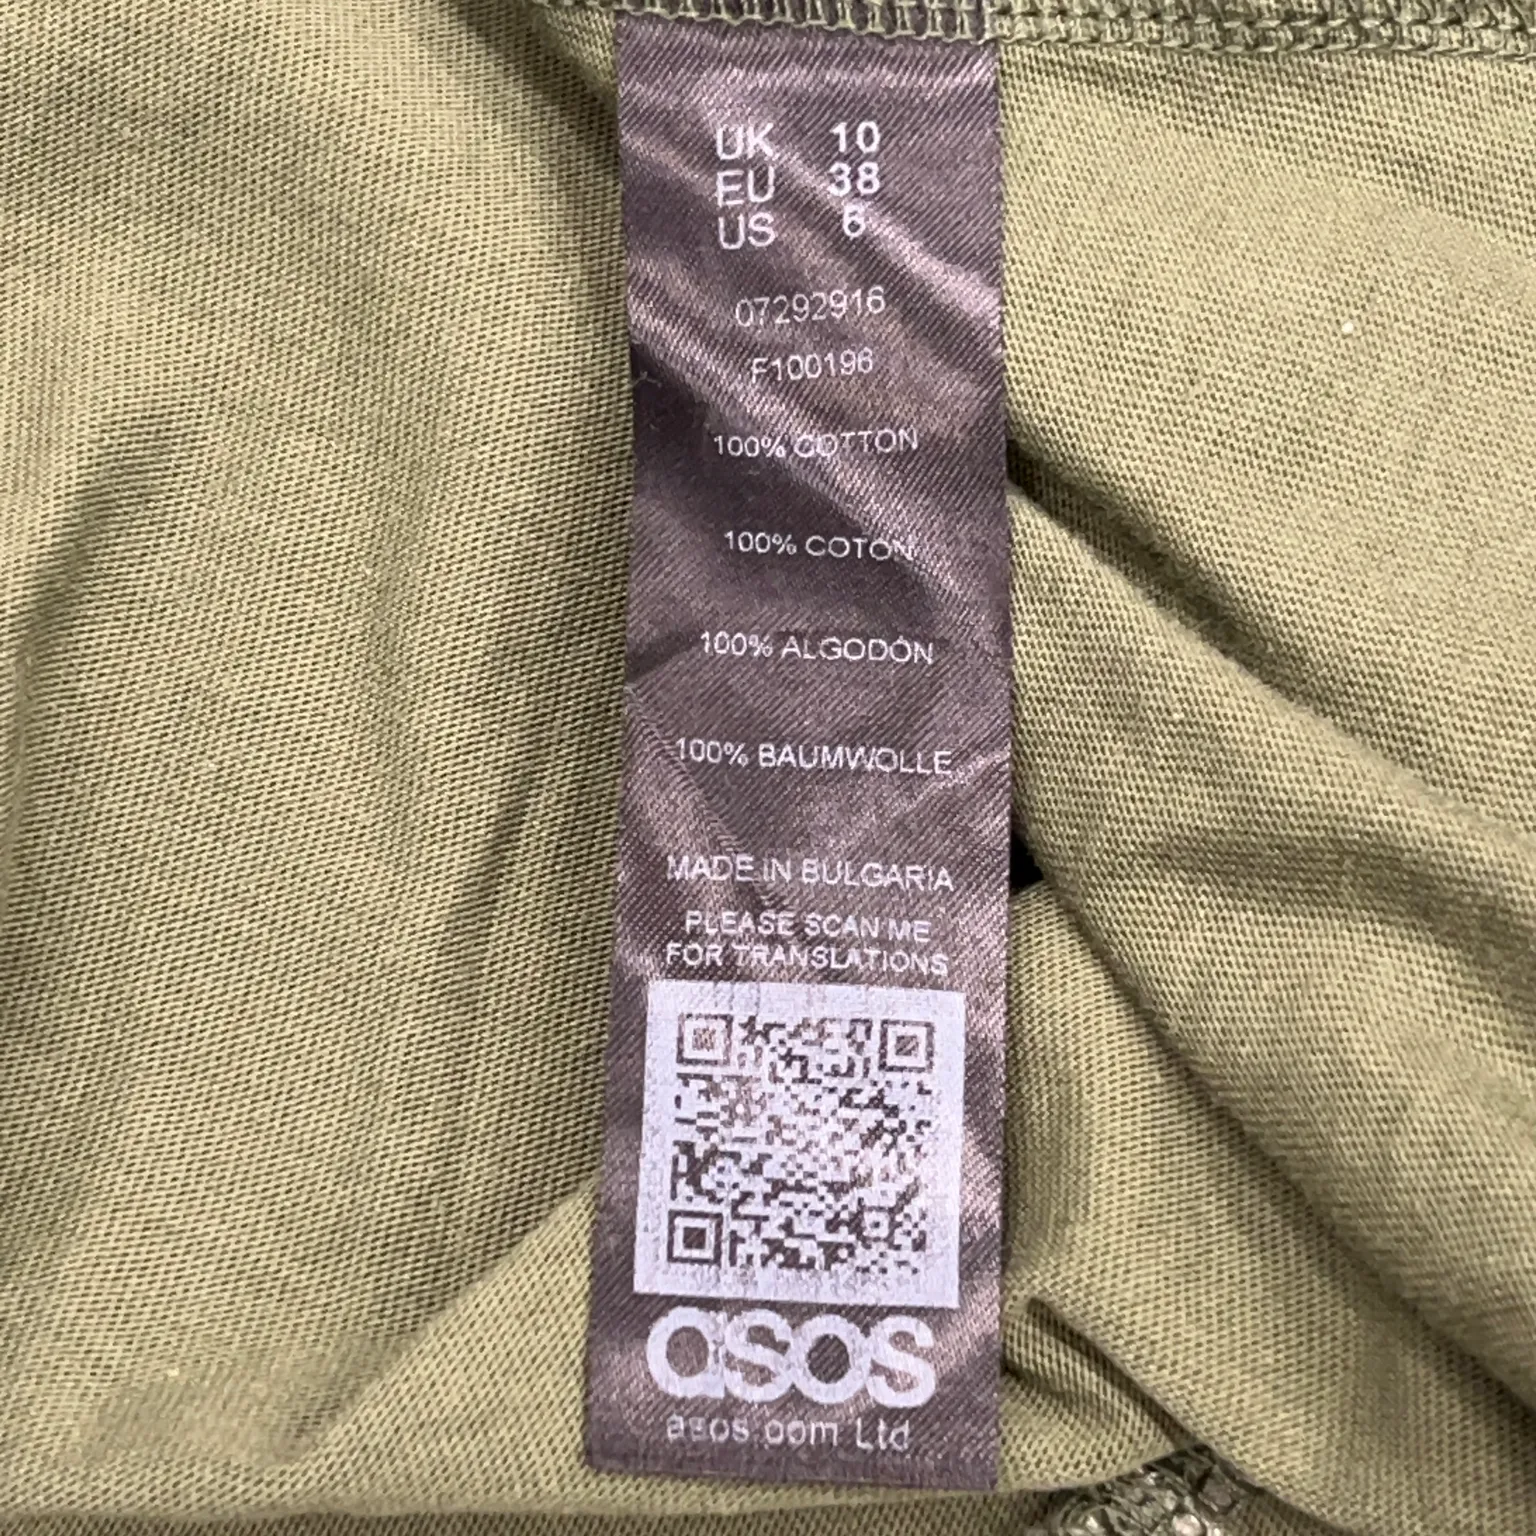 UK 10
EU 38
US 6
07292916
F100196
100% COTTON
100% COTON
100% ALGODÓN
100% BAUMWOLLE
MADE IN BULGARIA
PLEASE SCAN ME
FOR TRANSLATIONS
asos
asos.com Ltd